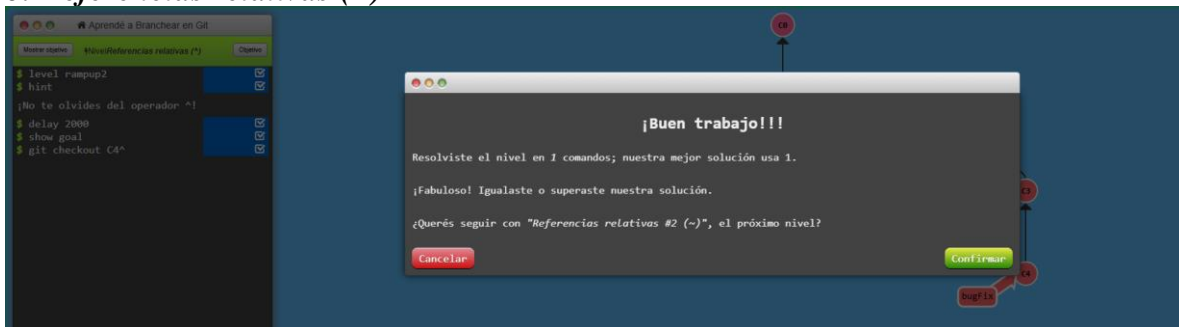 Aprendé a Branchear en Git
Mostrar objetivo
Nivel Referencias relativas (^)
Objetivo
$ level rampup2
$ hint
¡No te olvides del operador ^!
$ delay 2000
$ show goal
$ git checkout C4^
C0
¡Buen trabajo!!!
Resolviste el nivel en 1 comandos; nuestra mejor solución usa 1.
¡Fabuloso! Igualaste o superaste nuestra solución.
¿Querés seguir con "Referencias relativas #2 (~)", el próximo nivel?
Cancelar
Confirmar
C3
C4
bugFix